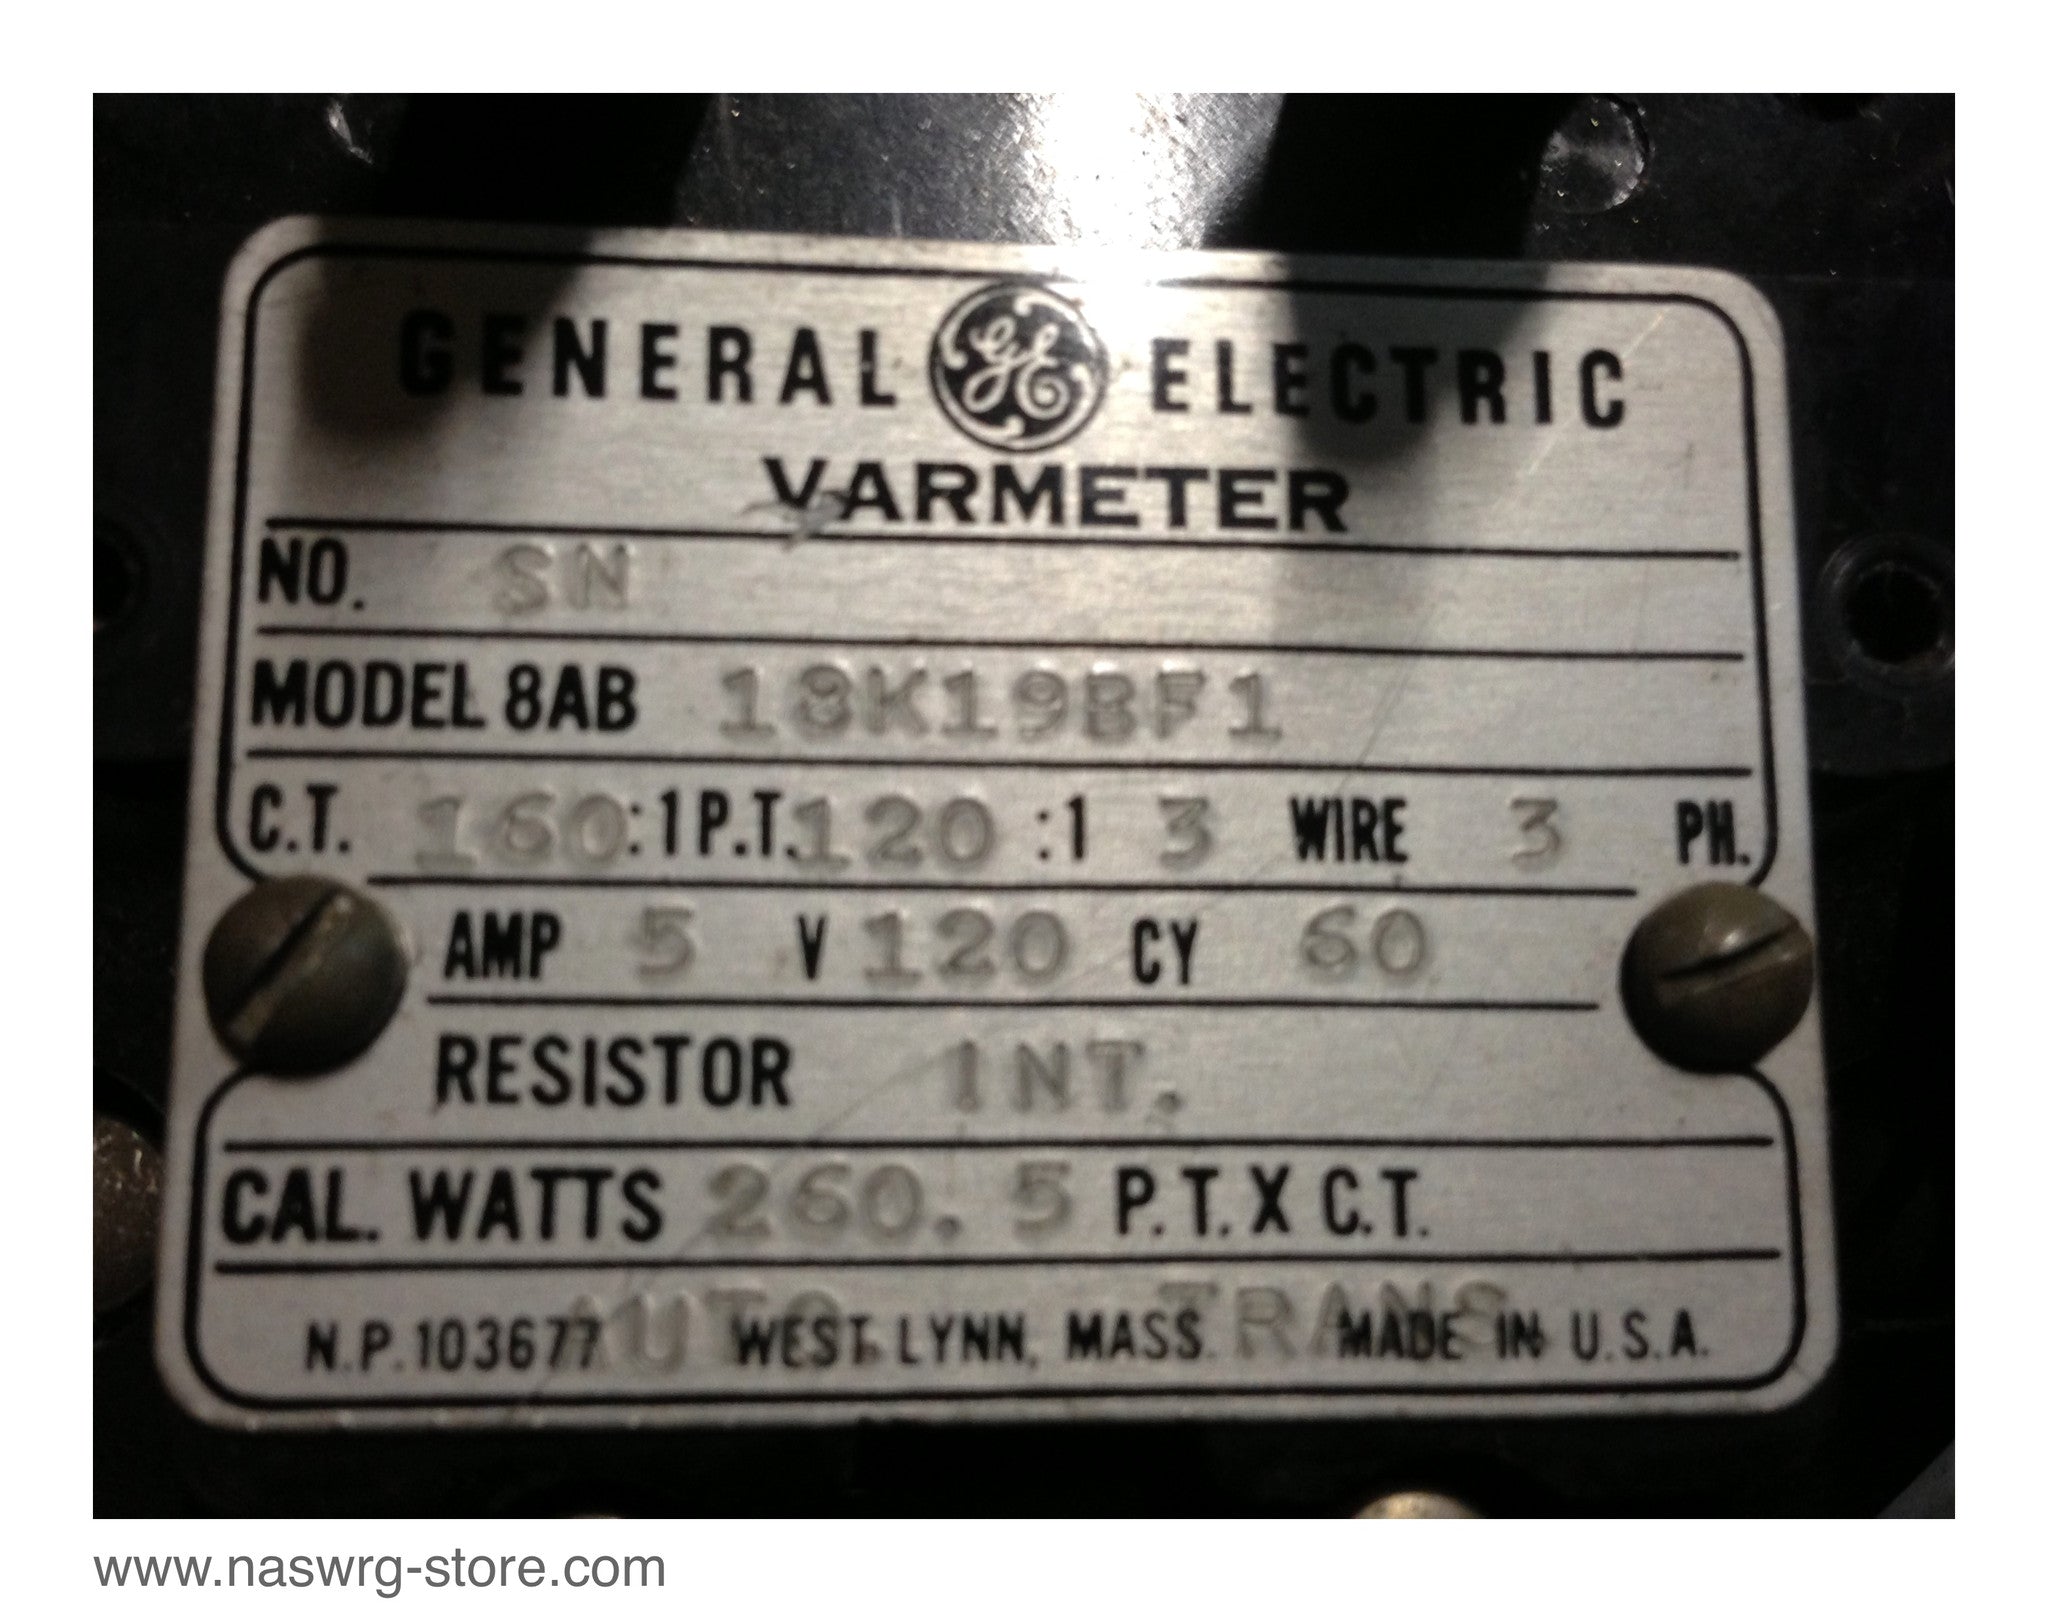 GENERAL GE ELECTRIC
VARMETER
NO. SN
MODEL 8AB 18K19BF1
C.T. 160:1 P.T. 120 :1 3 WIRE 3 PH.
AMP 5 V 120 CY 60
RESISTOR INT.
CAL. WATTS 260.5 P.T. X C.T.
AUTO. TRANS.
N.P. 103677 WEST LYNN, MASS. MADE IN U.S.A.
www.naswrg-store.com